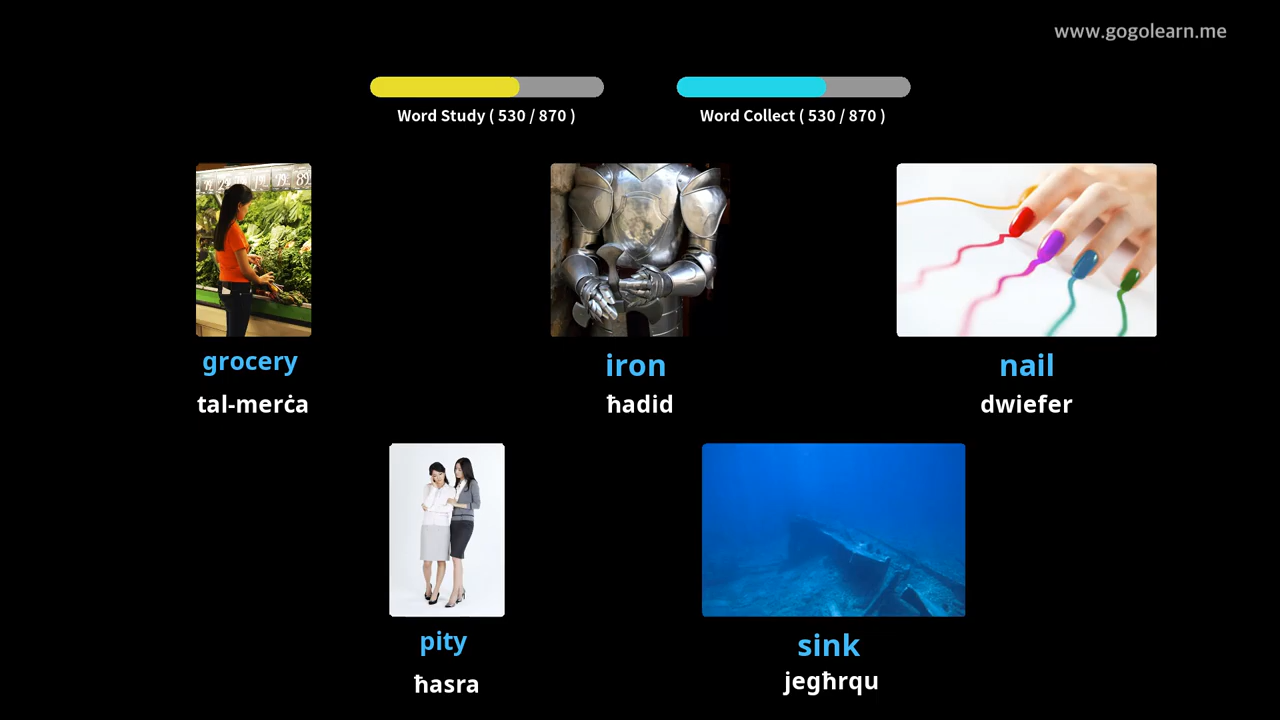 www.gogolearn.me
Word Study ( 530 / 870 )
Word Collect ( 530 / 870 )
grocery
tal-merċa
iron
ħadid
nail
dwiefer
pity
ħasra
sink
jegħrqu